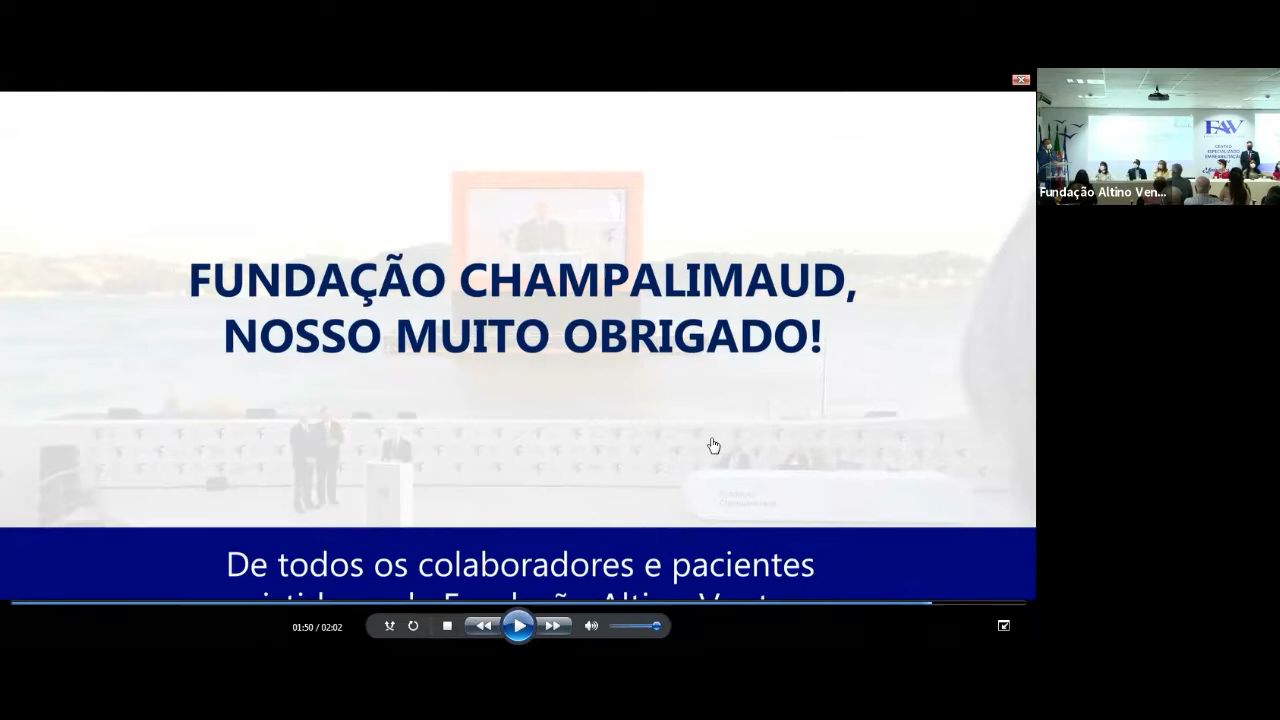 FUNDAÇÃO CHAMPALIMAUD,
NOSSO MUITO OBRIGADO!
De todos os colaboradores e pacientes
01:50 / 02:02
FAV
Fundação Altino Ven...